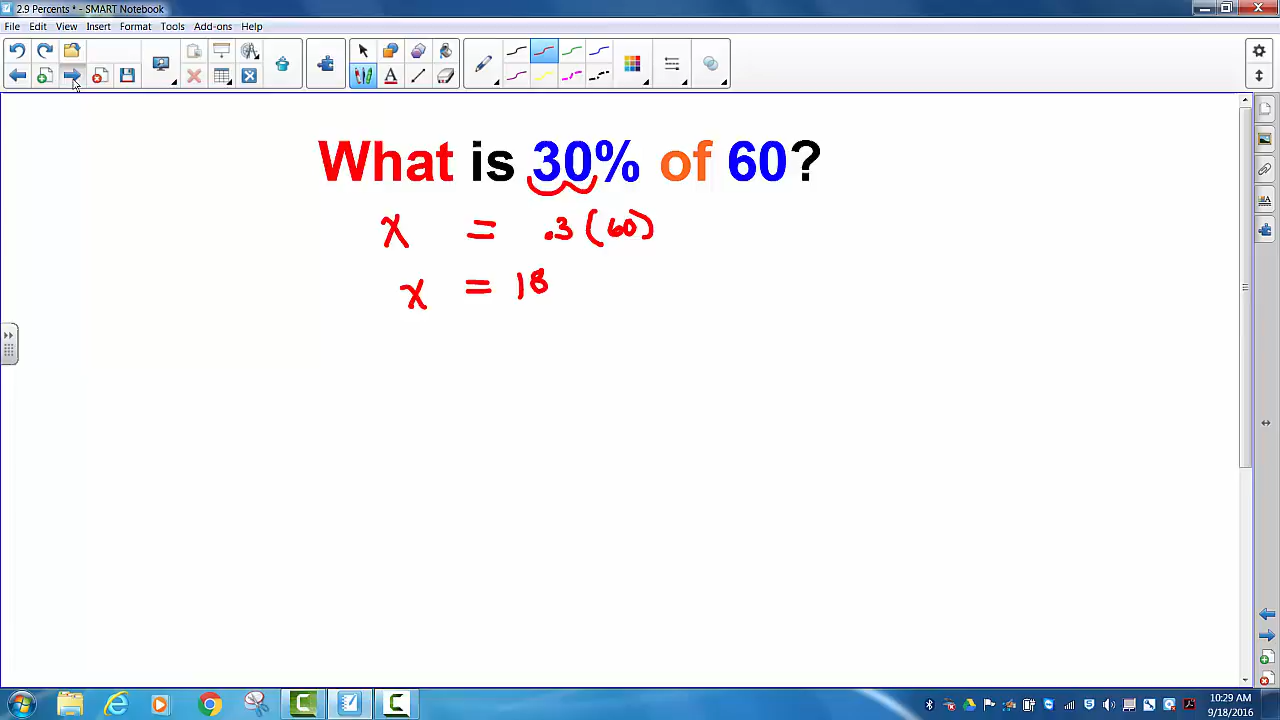 2.9 Percents * - SMART Notebook
File Edit View Insert Format Tools Add-ons Help
What is 30% of 60?
x = .3(60)
x = 18
10:29 AM
9/18/2016